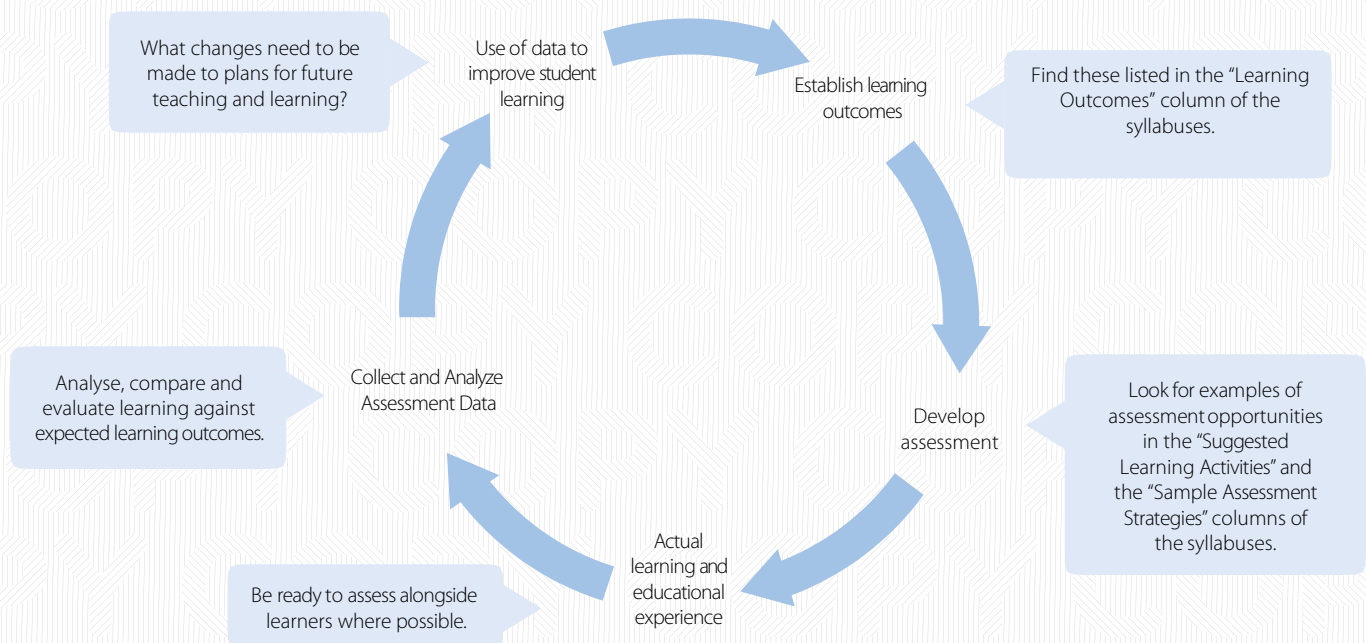 What changes need to be
made to plans for future
teaching and learning?
Use of data to
improve student
learning
Establish learning
outcomes
Find these listed in the “Learning
Outcomes” column of the
syllabuses.
Develop
assessment
Look for examples of
assessment opportunities
in the “Suggested
Learning Activities” and
the “Sample Assessment
Strategies” columns of
the syllabuses.
Actual
learning and
educational
experience
Be ready to assess alongside
learners where possible.
Collect and Analyze
Assessment Data
Analyse, compare and
evaluate learning against
expected learning outcomes.